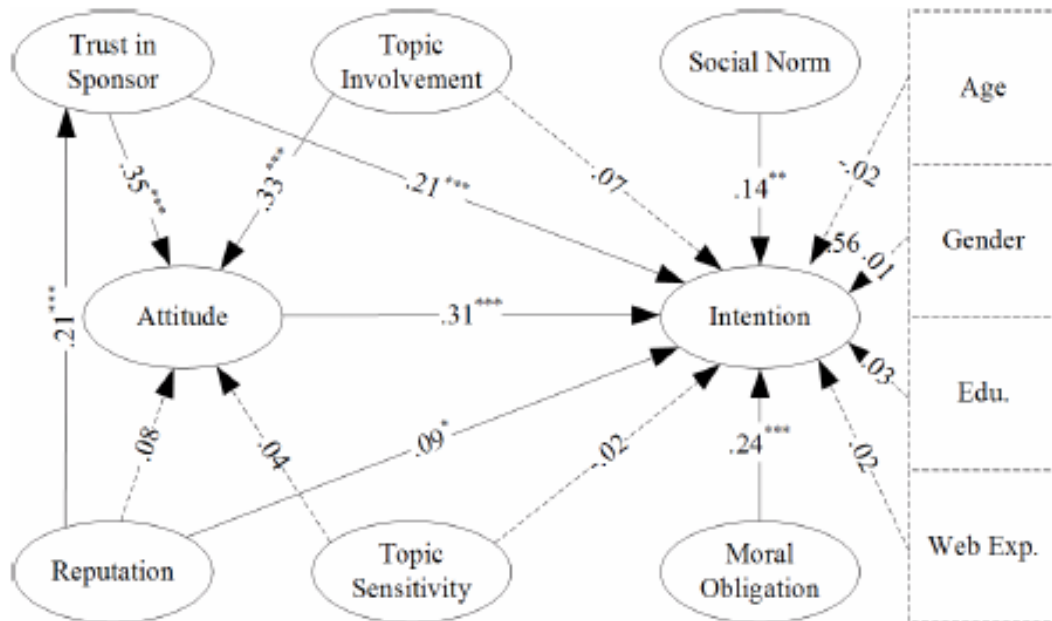 Trust in
Sponsor
Topic
Involvement
Social Norm
Age
.35***
.33***
.21***
.07
.14**
-.02
.56
.01
Gender
.21***
Attitude
.31***
Intention
.03
Edu.
.08
.04
.09*
-.02
.24***
.02
Reputation
Topic
Sensitivity
Moral
Obligation
Web Exp.